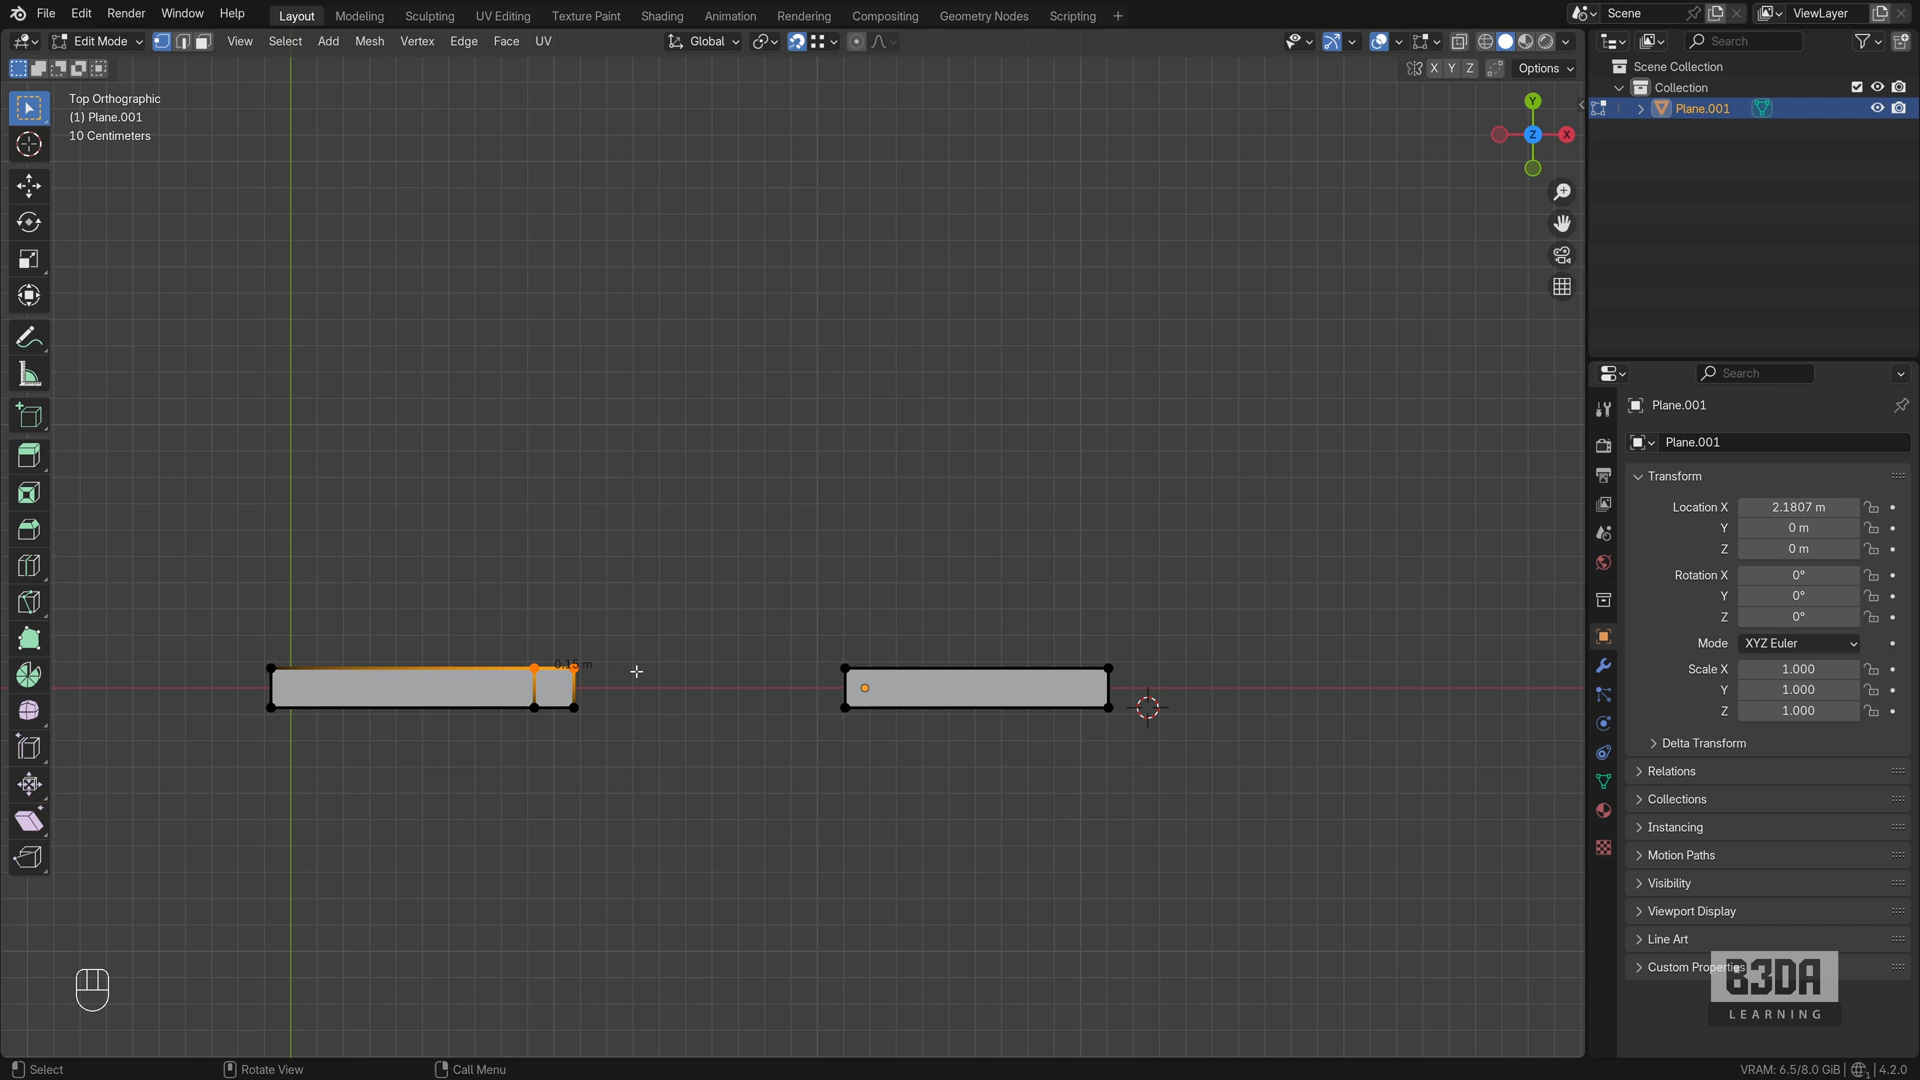 File Edit Render Window Help
Layout Modeling Sculpting UV Editing Texture Paint Shading Animation Rendering Compositing Geometry Nodes Scripting +
Scene
ViewLayer
Edit Mode View Select Add Mesh Vertex Edge Face UV
Global
Search
X Y Z Options
Scene Collection
Collection
Plane.001
Top Orthographic
(1) Plane.001
10 Centimeters
Y
Z
X
Search
Plane.001
Plane.001
Transform
Location X 2.1807 m
Y 0 m
Z 0 m
Rotation X 0°
Y 0°
Z 0°
Mode XYZ Euler
Scale X 1.000
Y 1.000
Z 1.000
Delta Transform
Relations
Collections
Instancing
Motion Paths
Visibility
Viewport Display
Line Art
Custom Properties
0.15 m
B3DA
LEARNING
Select
Rotate View
Call Menu
VRAM: 6.5/8.0 GiB
4.2.0